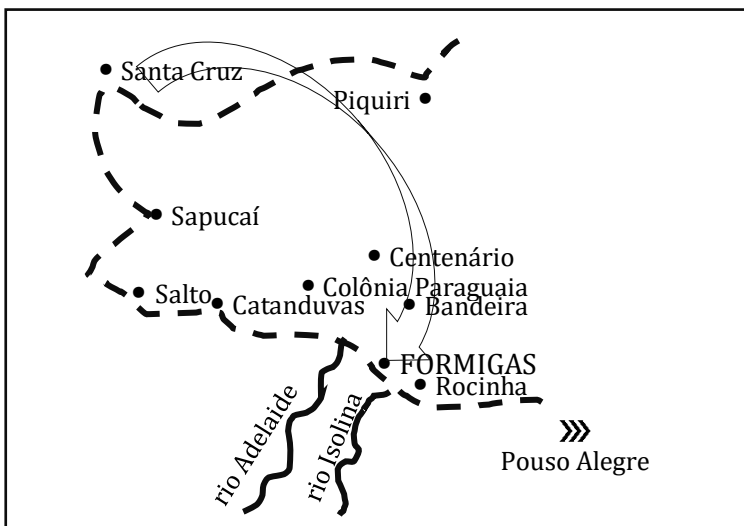 Santa Cruz
Piquiri
Sapucaí
Centenário
Colônia Paraguaia
Salto
Catanduvas
Bandeira
FORMIGAS
Rocinha
rio Adelaide
rio Isolina
Pouso Alegre